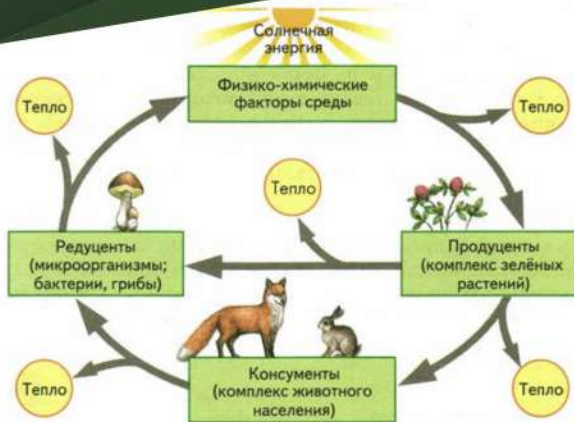 Солнечная
энергия
Физико-химические
факторы среды
Тепло
Тепло
Тепло
Редуценты
(микроорганизмы;
бактерии, грибы)
Продуценты
(комплекс зелёных
растений)
Тепло
Консументы
(комплекс животного
населения)
Тепло